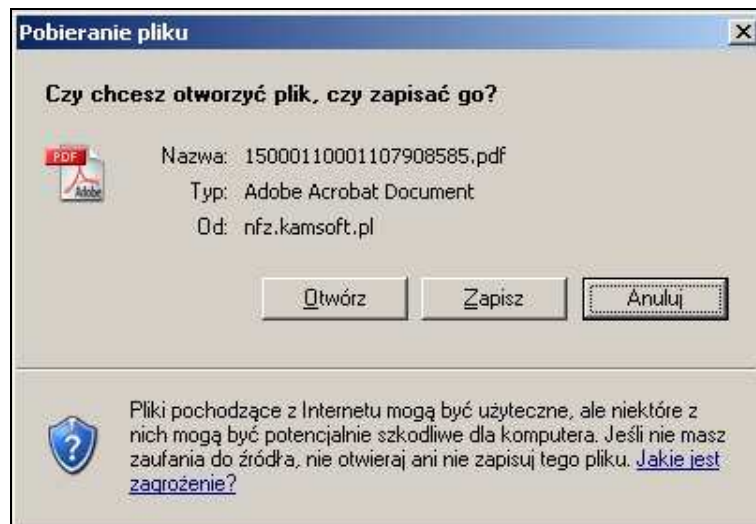 Pobieranie pliku
Czy chcesz otworzyć plik, czy zapisać go?
PDF
Adobe
Nazwa: 15000110001107908585.pdf
Typ: Adobe Acrobat Document
Od: nfz.kamsoft.pl
Otwórz Zapisz Anuluj
Pliki pochodzące z Internetu mogą być użyteczne, ale niektóre z
nich mogą być potencjalnie szkodliwe dla komputera. Jeśli nie masz
zaufania do źródła, nie otwieraj ani nie zapisuj tego pliku. Jakie jest
zagrożenie?